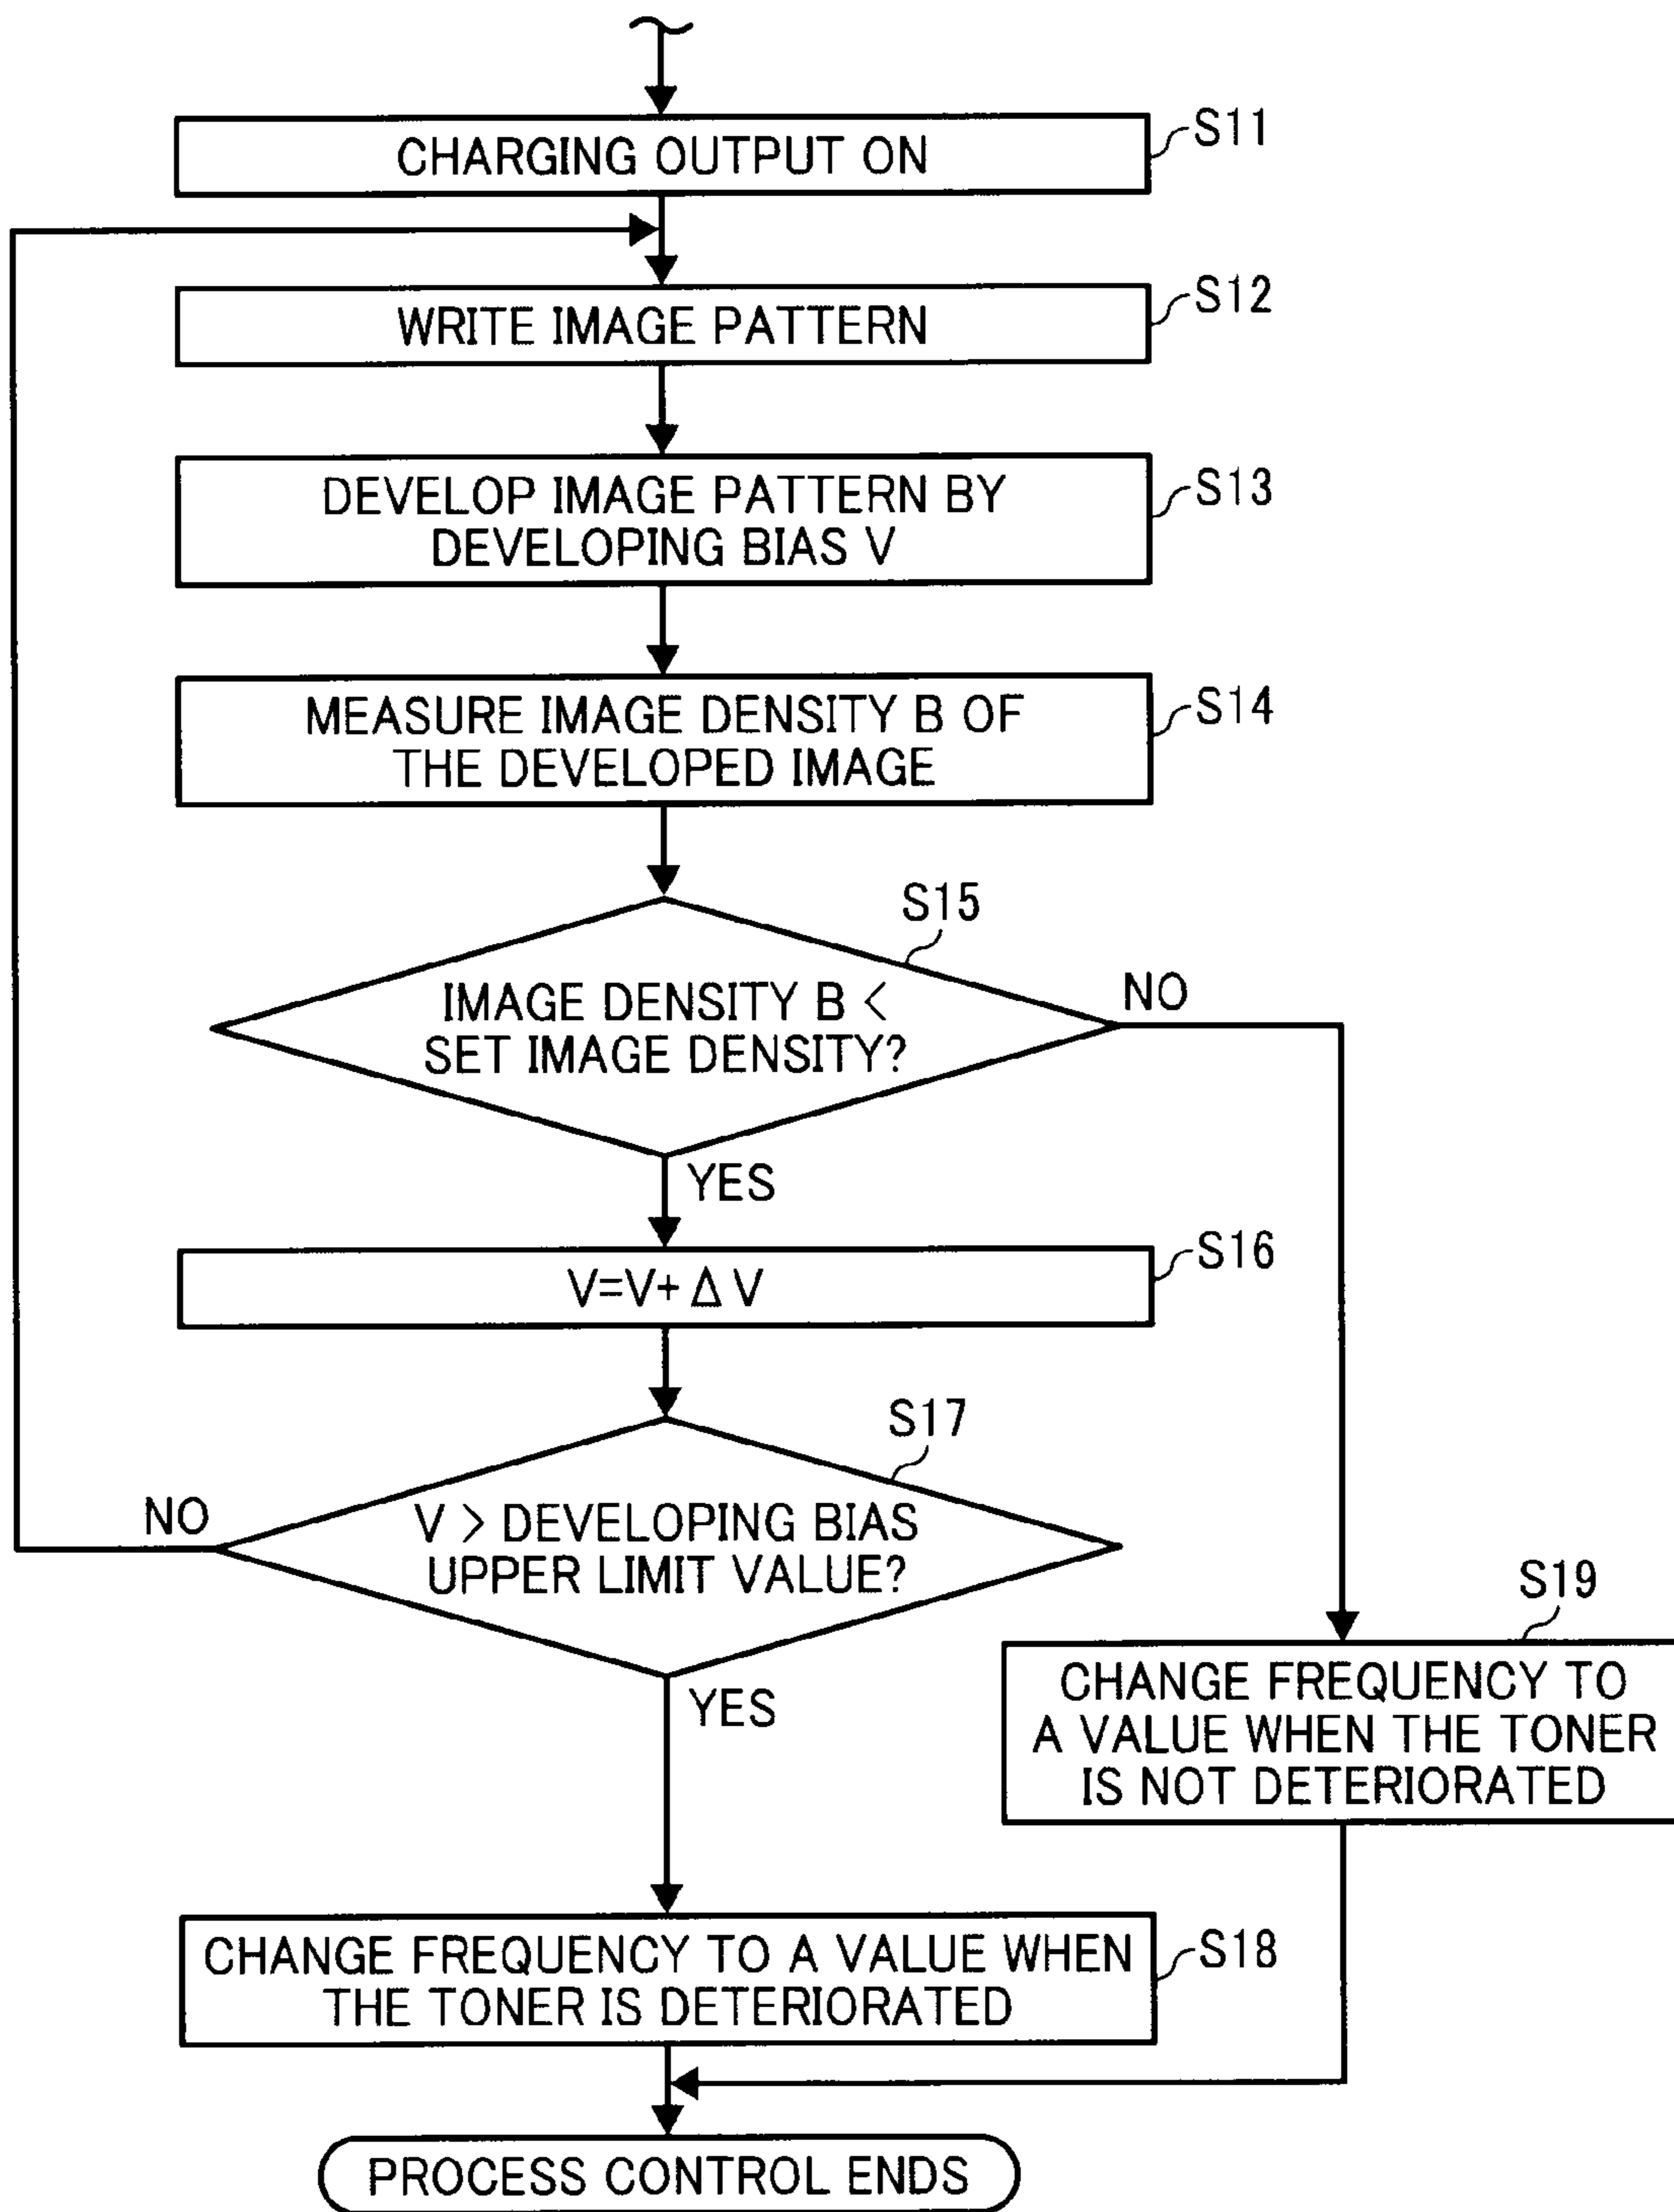 CHARGING OUTPUT ON
S11
WRITE IMAGE PATTERN
S12
DEVELOP IMAGE PATTERN BY
DEVELOPING BIAS V
S13
MEASURE IMAGE DENSITY B OF
THE DEVELOPED IMAGE
S14
S15
IMAGE DENSITY B <
SET IMAGE DENSITY?
NO
YES
V=V+ Δ V
S16
S17
V > DEVELOPING BIAS
UPPER LIMIT VALUE?
NO
YES
S19
CHANGE FREQUENCY TO
A VALUE WHEN THE TONER
IS NOT DETERIORATED
CHANGE FREQUENCY TO A VALUE WHEN
THE TONER IS DETERIORATED
S18
PROCESS CONTROL ENDS